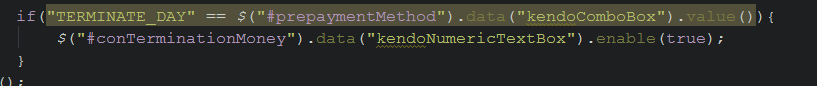 if("TERMINATE_DAY" == $("#prepaymentMethod").data("kendoComboBox").value()){
$("#conTerminationMoney").data("kendoNumericTextBox").enable(true);
}
();